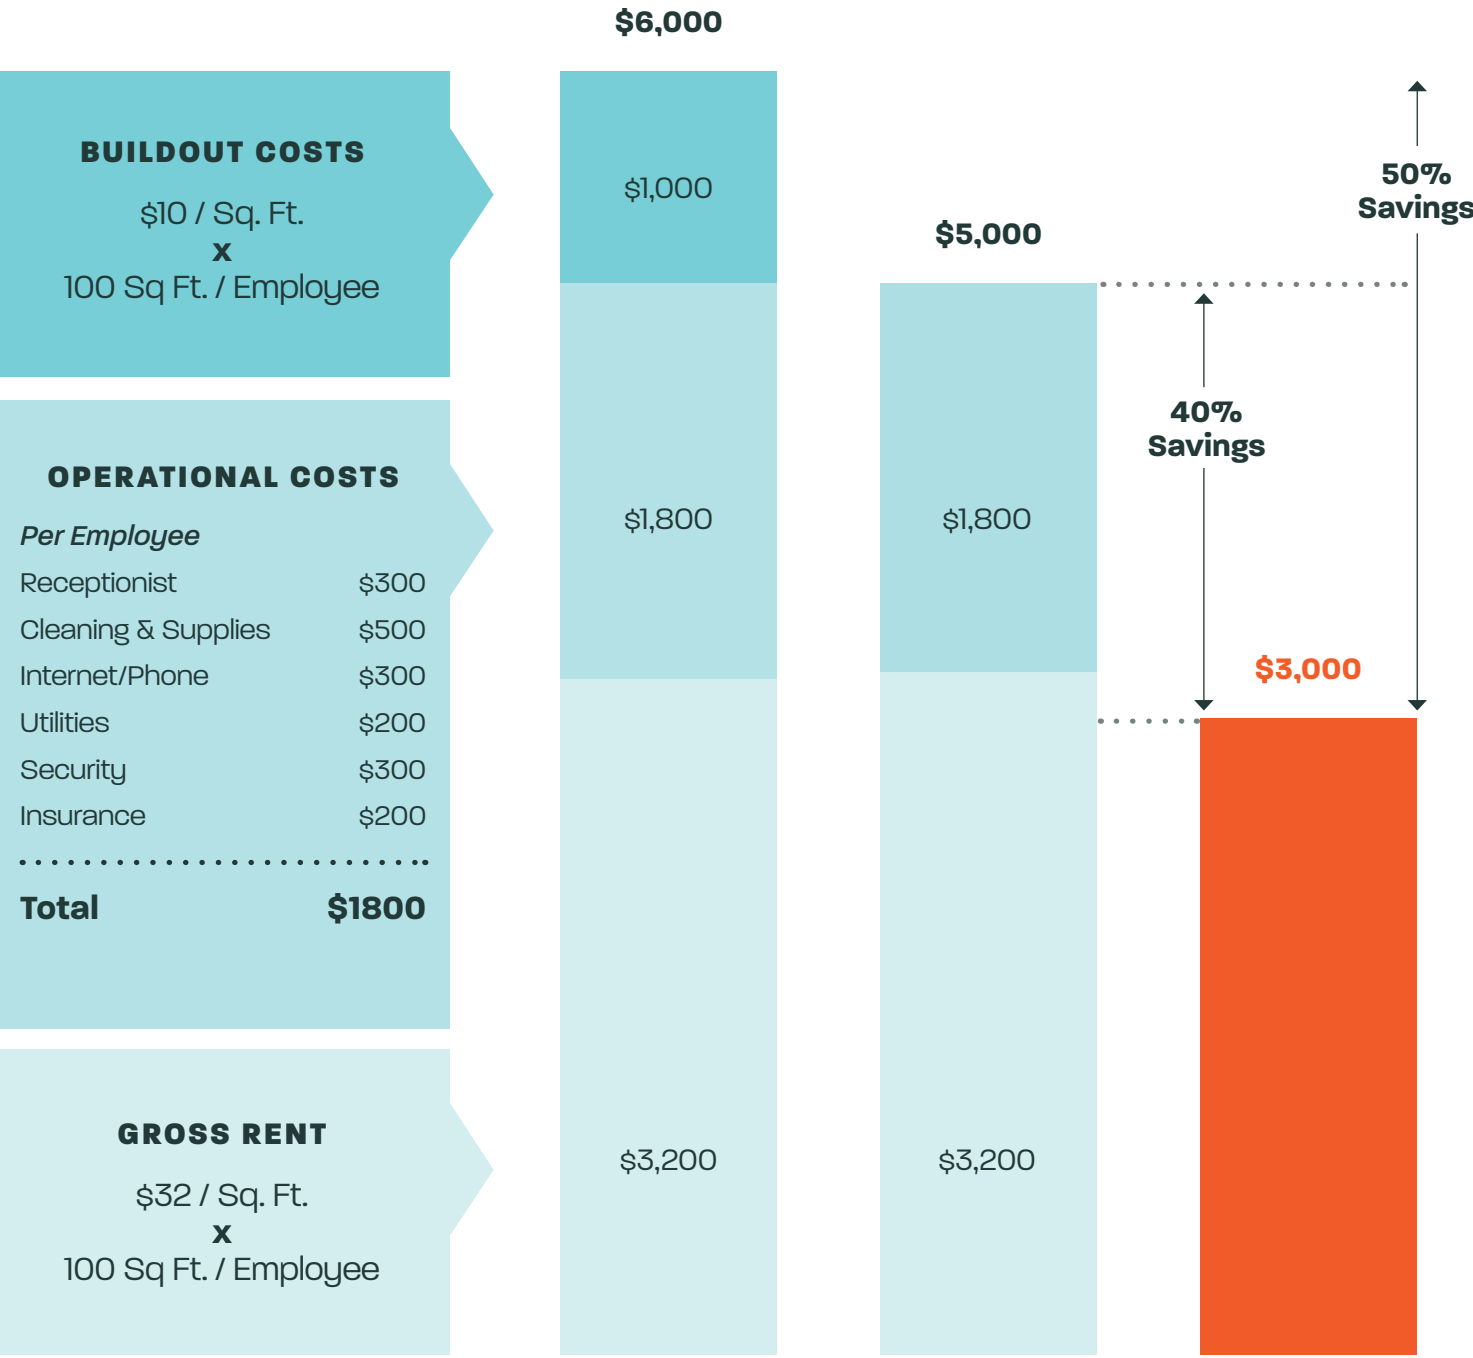 $6,000
BUILDOUT COSTS
$10 / Sq. Ft.
x
100 Sq Ft. / Employee
OPERATIONAL COSTS
Per Employee
Receptionist $300
Cleaning & Supplies $500
Internet/Phone $300
Utilities $200
Security $300
Insurance $200
Total $1800
GROSS RENT
$32 / Sq. Ft.
x
100 Sq Ft. / Employee
$1,000
$1,800
$3,200
$5,000
$1,800
$3,200
40%
Savings
$3,000
50%
Savings